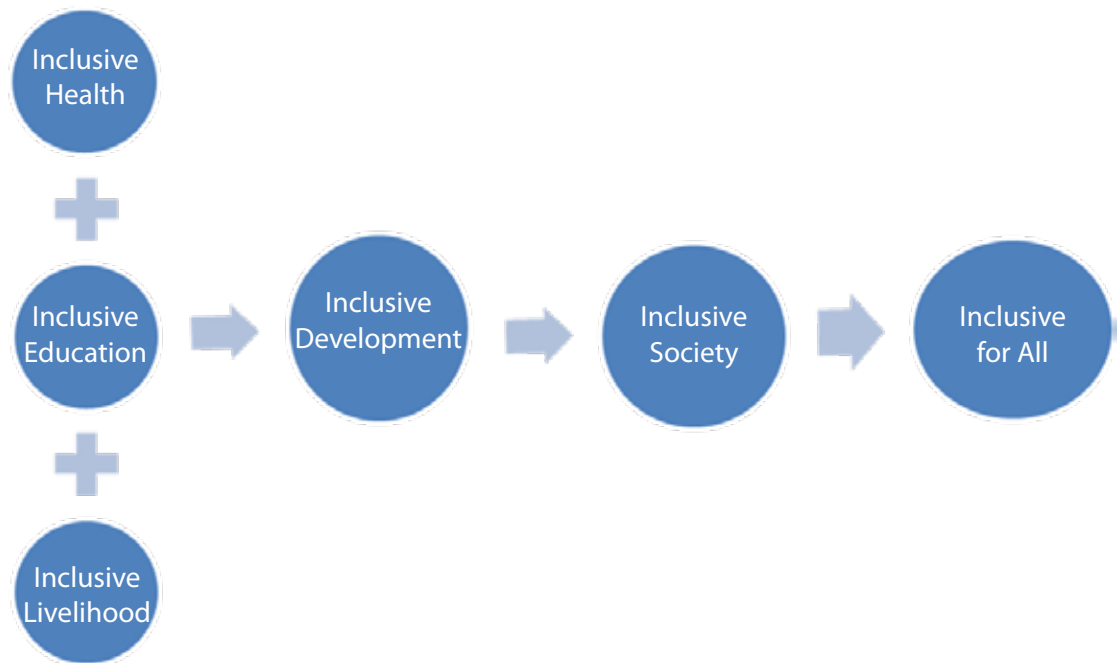 Inclusive
Health
Inclusive
Education
Inclusive
Livelihood
Inclusive
Development
Inclusive
Society
Inclusive
for All